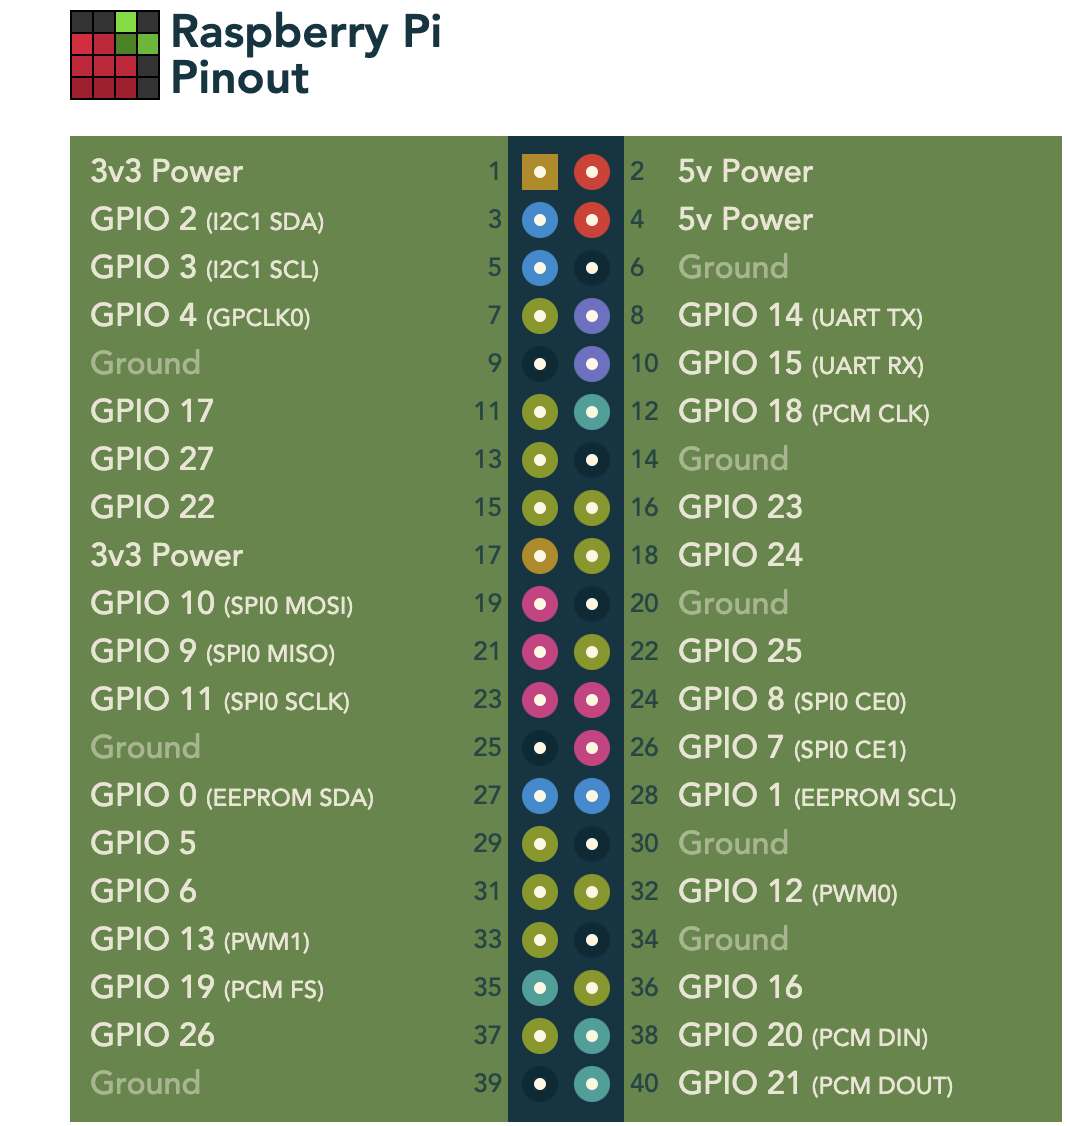 Raspberry Pi
Pinout
3v3 Power 1 2 5v Power
GPIO 2 (I2C1 SDA) 3 4 5v Power
GPIO 3 (I2C1 SCL) 5 6 Ground
GPIO 4 (GPCLK0) 7 8 GPIO 14 (UART TX)
Ground 9 10 GPIO 15 (UART RX)
GPIO 17 11 12 GPIO 18 (PCM CLK)
GPIO 27 13 14 Ground
GPIO 22 15 16 GPIO 23
3v3 Power 17 18 GPIO 24
GPIO 10 (SPI0 MOSI) 19 20 Ground
GPIO 9 (SPI0 MISO) 21 22 GPIO 25
GPIO 11 (SPI0 SCLK) 23 24 GPIO 8 (SPI0 CE0)
Ground 25 26 GPIO 7 (SPI0 CE1)
GPIO 0 (EEPROM SDA) 27 28 GPIO 1 (EEPROM SCL)
GPIO 5 29 30 Ground
GPIO 6 31 32 GPIO 12 (PWM0)
GPIO 13 (PWM1) 33 34 Ground
GPIO 19 (PCM FS) 35 36 GPIO 16
GPIO 26 37 38 GPIO 20 (PCM DIN)
Ground 39 40 GPIO 21 (PCM DOUT)